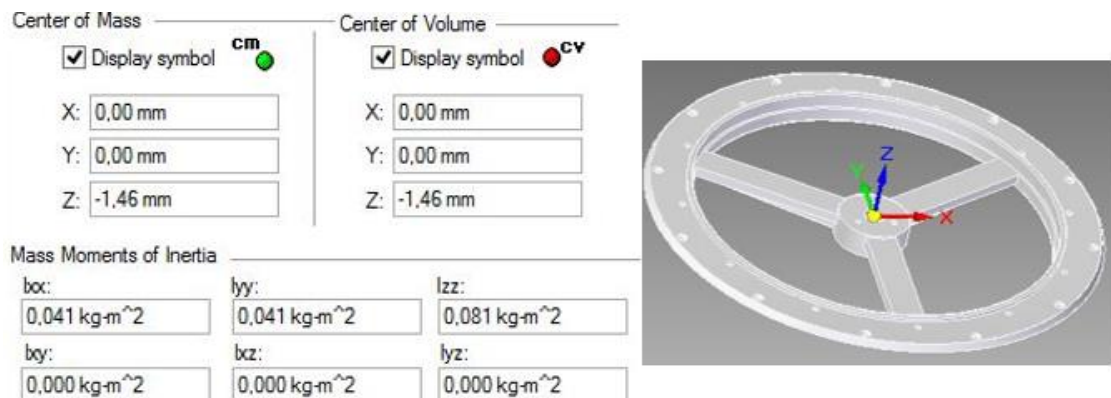 Center of Mass
Display symbol
cm
X: 0,00 mm
Y: 0,00 mm
Z: -1,46 mm
Center of Volume
Display symbol
cv
X: 0,00 mm
Y: 0,00 mm
Z: -1,46 mm
Mass Moments of Inertia
Ixx: Iyy: Izz:
0,041 kg-m^2 0,041 kg-m^2 0,081 kg-m^2
Ixy: Ixz: Iyz:
0,000 kg-m^2 0,000 kg-m^2 0,000 kg-m^2
Z
Y
X